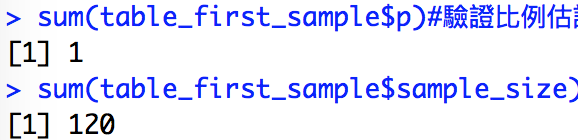 > sum(table_first_sample$p)#驗證比例估
[1] 1
> sum(table_first_sample$sample_size)
[1] 120